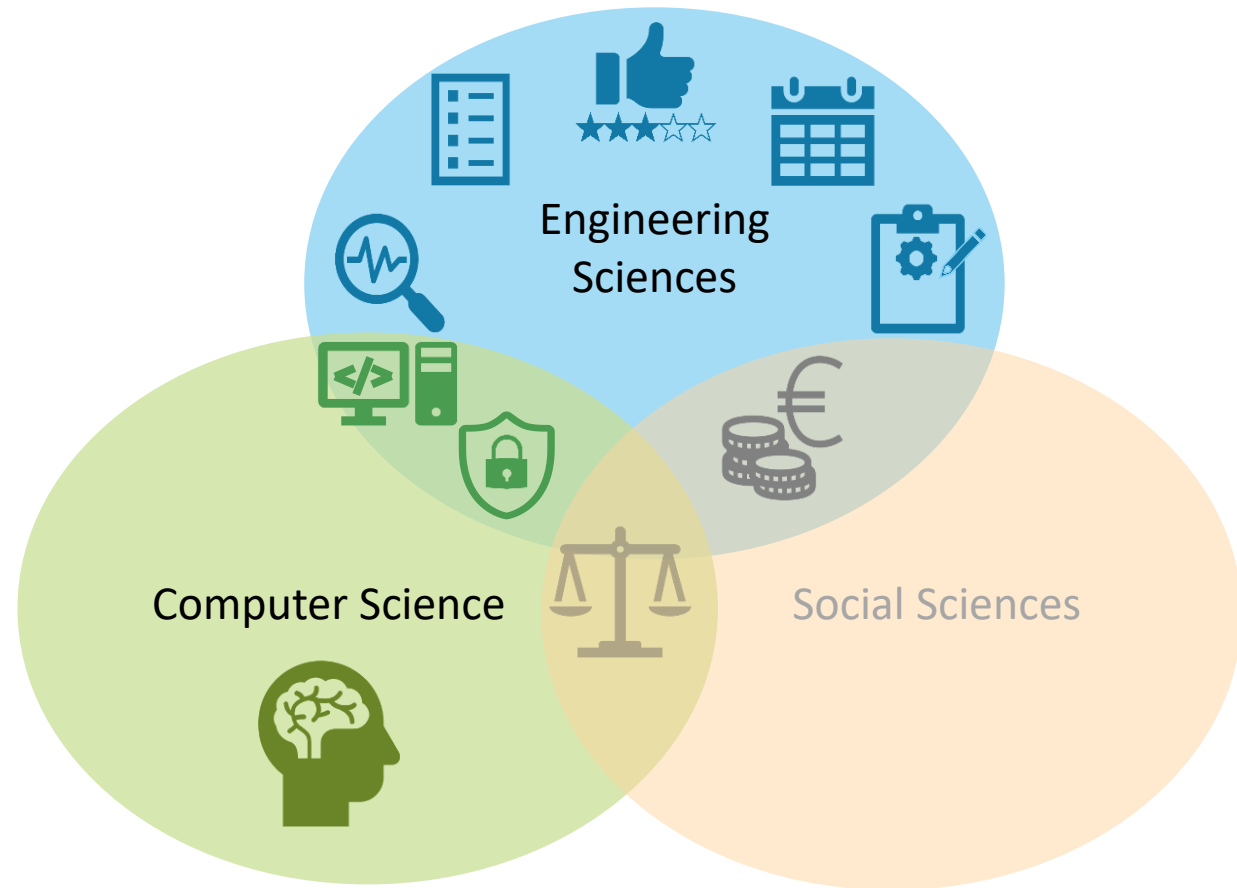 Engineering
Sciences
</>
€
Computer Science
Social Sciences